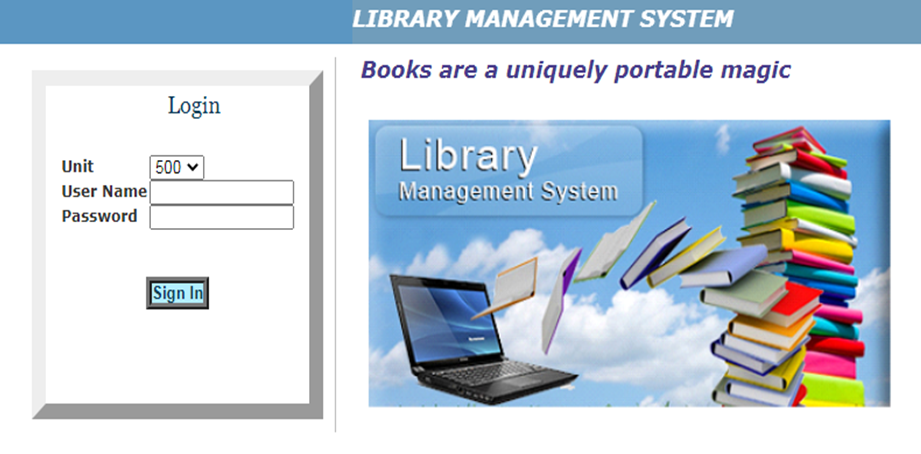 LIBRARY MANAGEMENT SYSTEM
Books are a uniquely portable magic
Login
Unit 500
User Name
Password
Sign In
Library
Management System